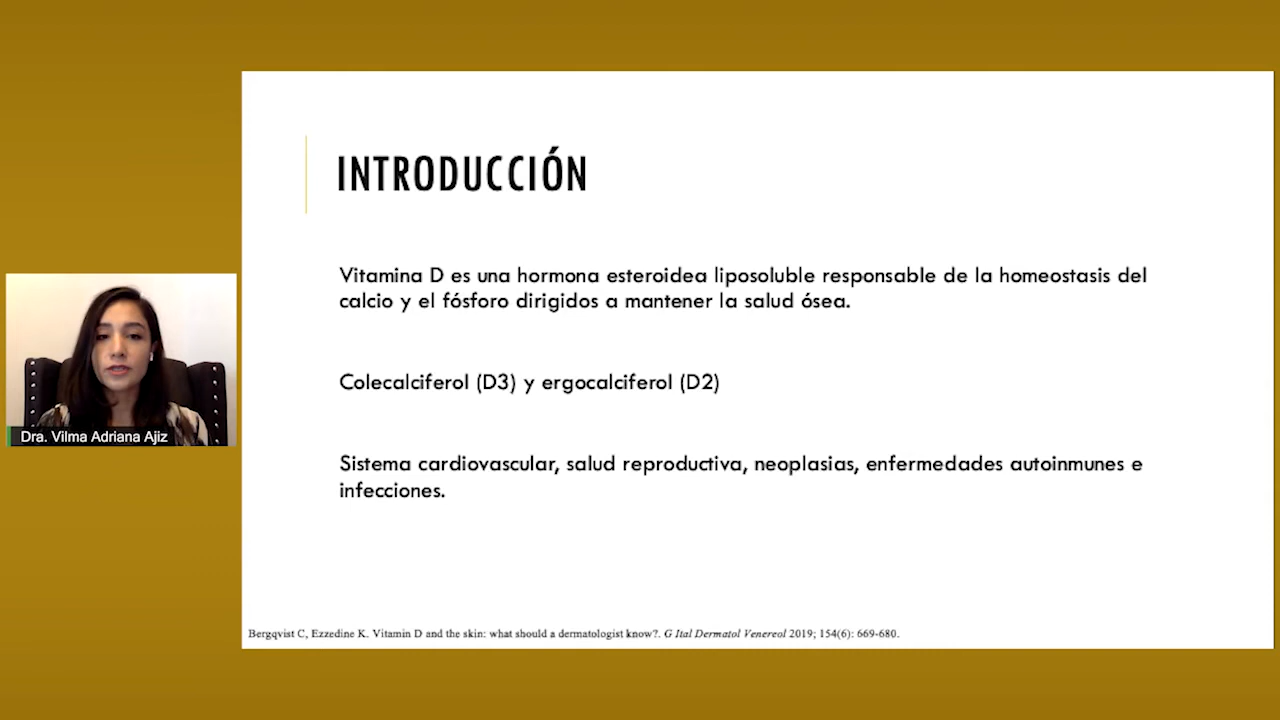 INTRODUCCIÓN
Vitamina D es una hormona esteroidea liposoluble responsable de la homeostasis del
calcio y el fósforo dirigidos a mantener la salud ósea.
Colecalciferol (D3) y ergocalciferol (D2)
Sistema cardiovascular, salud reproductiva, neoplasias, enfermedades autoinmunes e
infecciones.
Dra. Vilma Adriana Ajiz
Bergqvist C, Ezzedine K. Vitamin D and the skin: what should a dermatologist know?. G Ital Dermatol Venereol 2019; 154(6): 669-680.